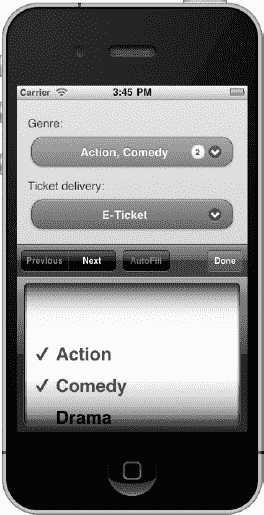 Carrier 3:45 PM
Genre:
Action, Comedy 2
Ticket delivery:
E-Ticket
Previous Next AutoFill Done
✓ Action
✓ Comedy
Drama